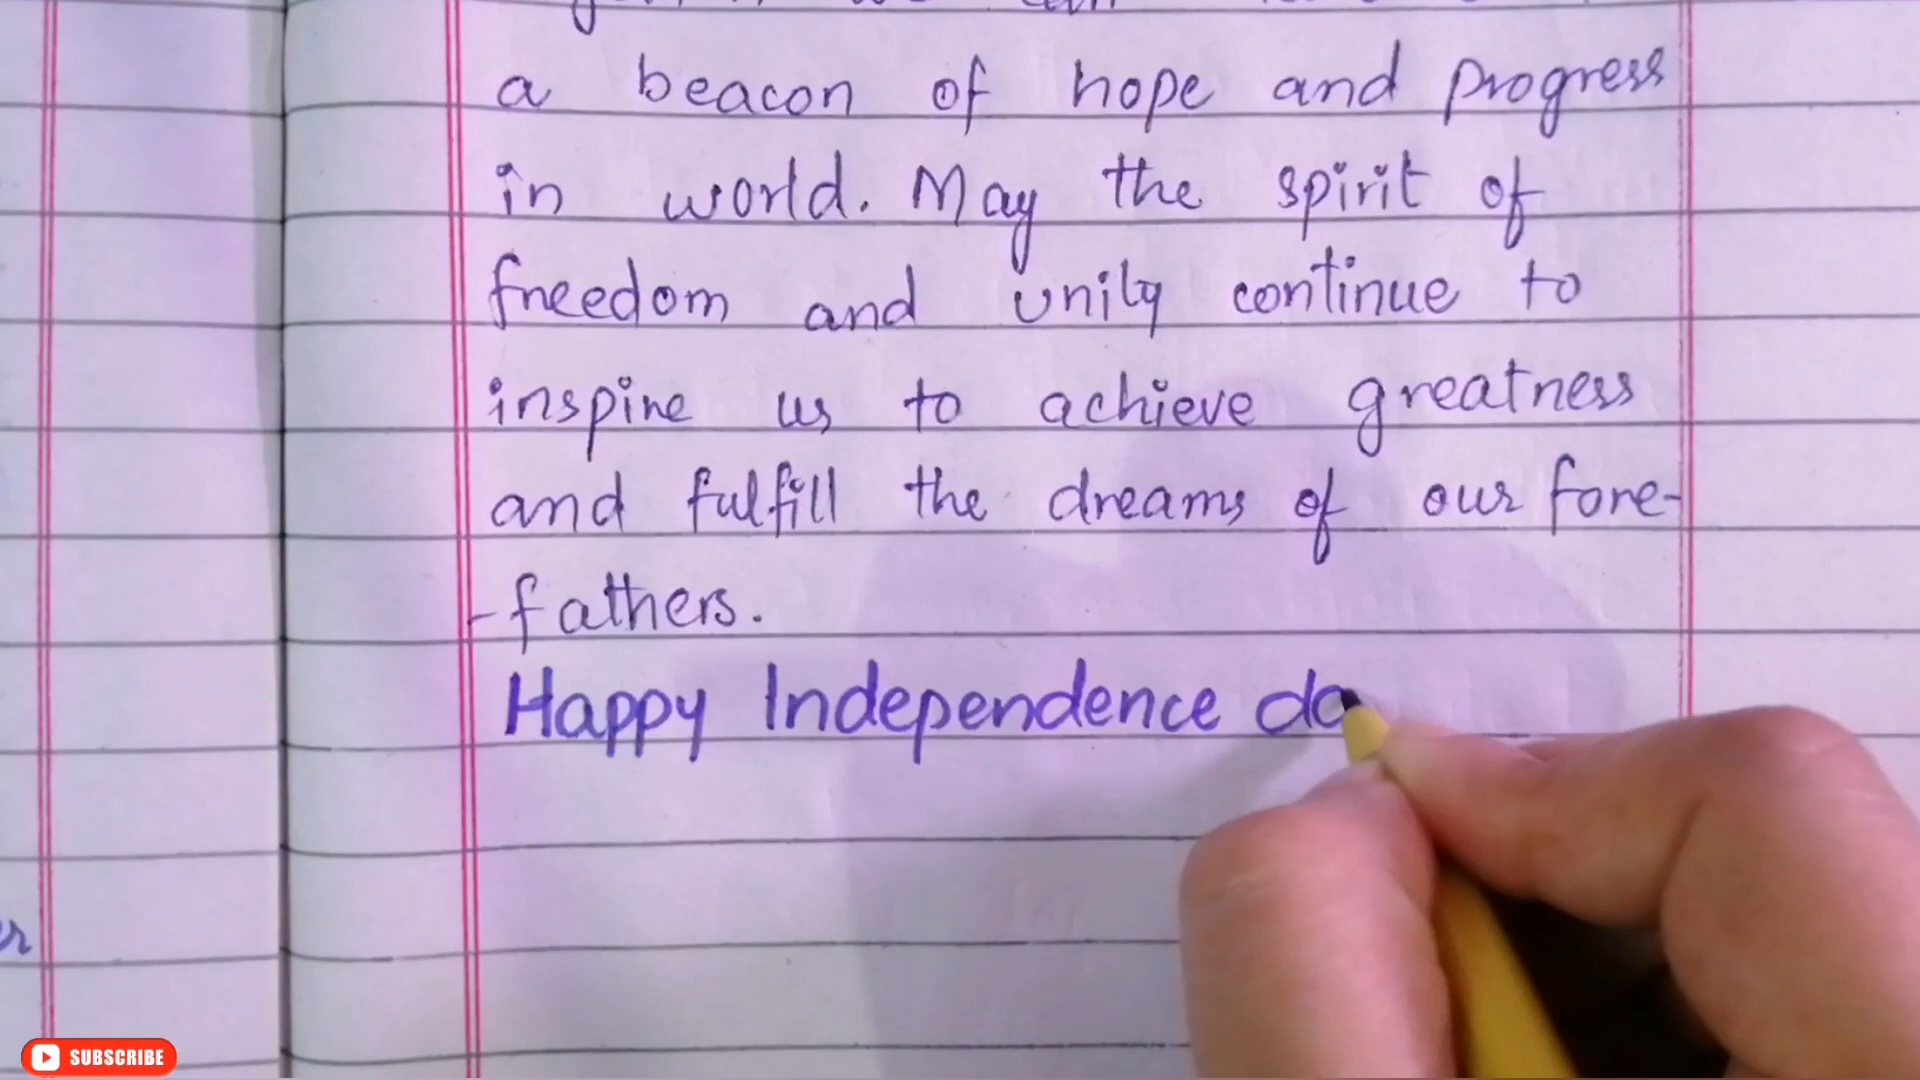 a beacon of hope and progress
in world. May the spirit of
freedom and unity continue to
inspire us to achieve greatness
and fulfill the dreams of our fore-
-fathers.
Happy Independence da
SUBSCRIBE